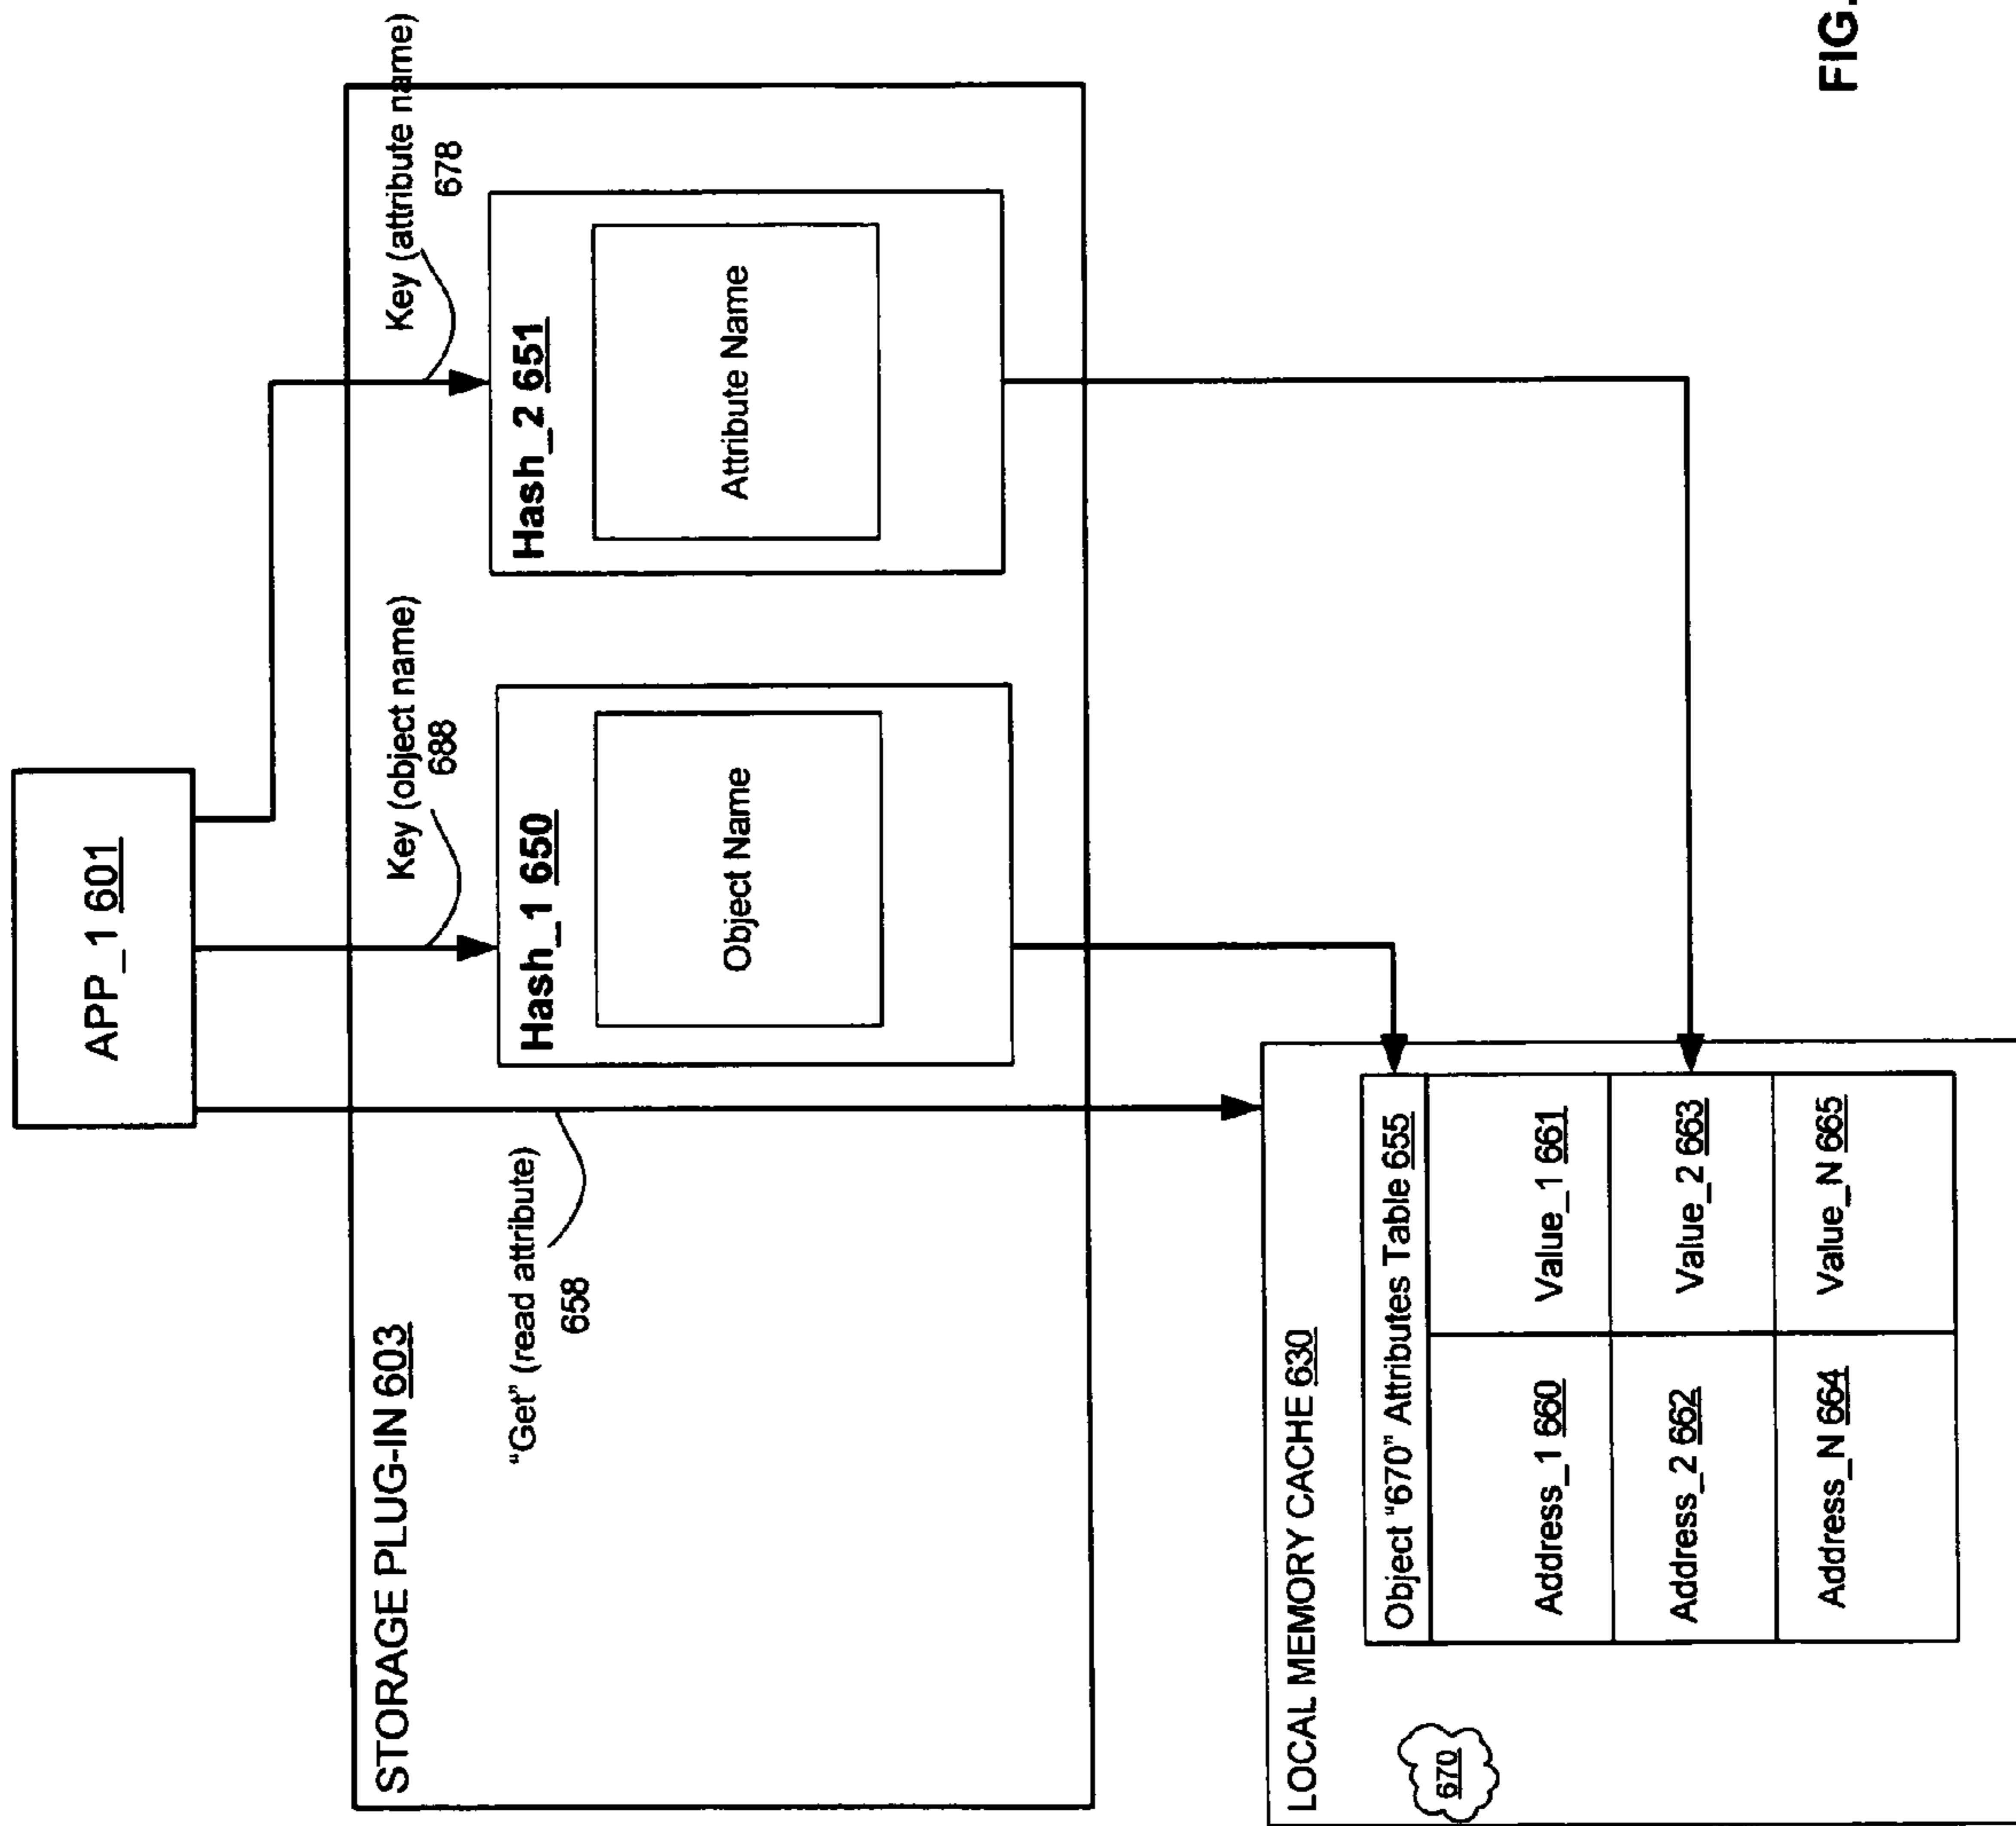 APP_1 601
STORAGE PLUG-IN 603
"Get" (read attribute)
658
Key (object name)
688
Key (attribute name)
678
Hash_1 650
Object Name
Hash_2 651
Attribute Name
LOCAL MEMORY CACHE 630
670
Object "670" Attributes Table 655
Address_1 660
Value_1 661
Address_2 662
Value_2 663
Address_N 664
Value_N 665
FIG.